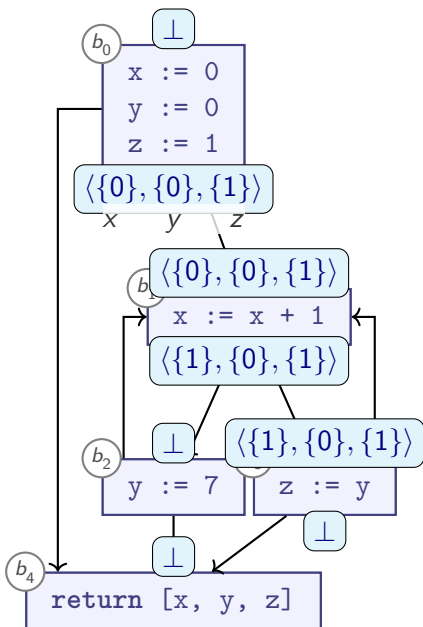 b0
⊥
x := 0
y := 0
z := 1
⟨{0}, {0}, {1}⟩
x y z
⟨{0}, {0}, {1}⟩
x := x + 1
⟨{1}, {0}, {1}⟩
b2
⊥
⟨{1}, {0}, {1}⟩
y := 7
z := y
⊥
b4
⊥
return [x, y, z]